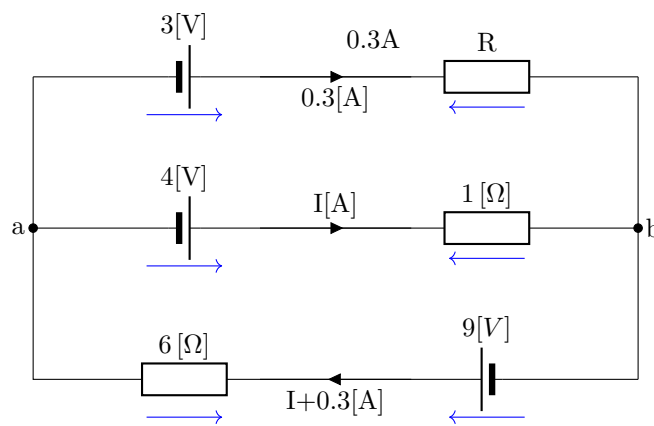 3[V]
0.3A
R
0.3[A]
4[V]
I[A]
1 [Ω]
a
b
6 [Ω]
9[V]
I+0.3[A]